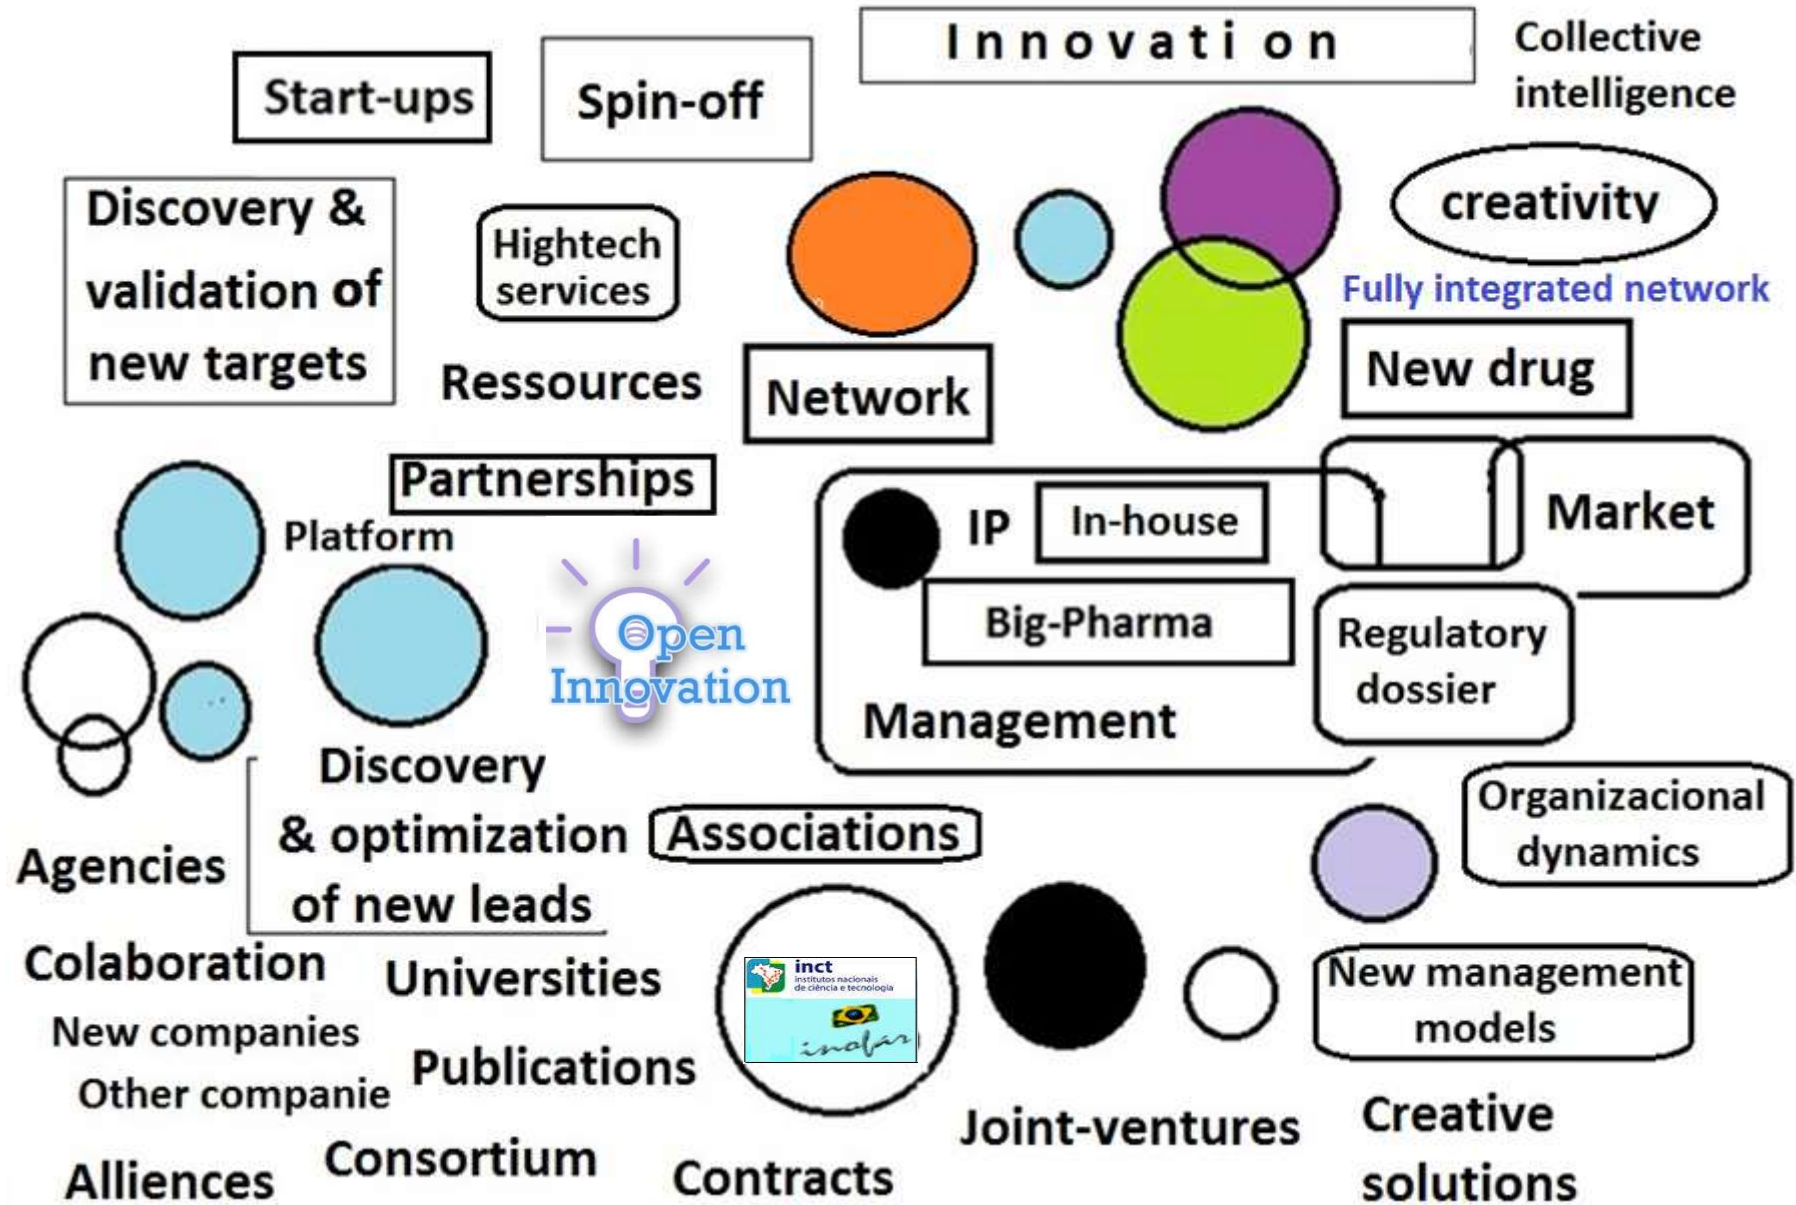 Innovation
Collective
intelligence
Start-ups
Spin-off
creativity
Discovery &
validation of
new targets
Hightech
services
Fully integrated network
New drug
Ressources
Network
Partnerships
Platform
IP
In-house
Market
Big-Pharma
Management
Regulatory
dossier
Open
Innovation
Discovery
& optimization
of new leads
Associations
Organizacional
dynamics
Agencies
Colaboration
Universities
inct
institutos nacionais
de ciência e tecnologia
inofar
New management
models
New companies
Other companie
Publications
Joint-ventures
Creative
solutions
Alliences
Consortium
Contracts